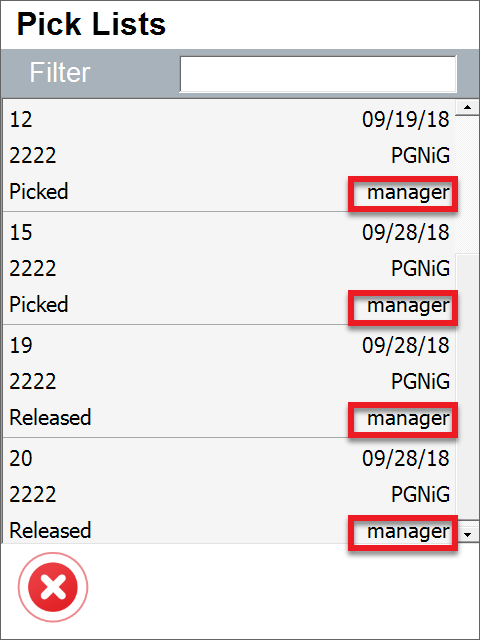 Pick Lists
Filter
12 09/19/18
2222 PGNiG
Picked manager
15 09/28/18
2222 PGNiG
Picked manager
19 09/28/18
2222 PGNiG
Released manager
20 09/28/18
2222 PGNiG
Released manager